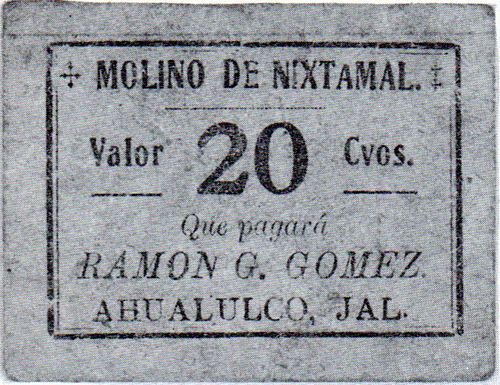 MOLINO DE NIXTAMAL.
Valor 20 Cvos.
Que pagará
RAMON G. GOMEZ.
AHUALULCO, JAL.